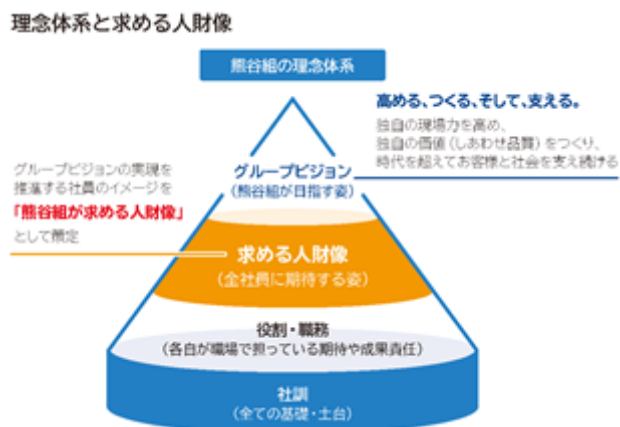 理念体系と求める人財像
熊谷組の理念体系
高める、つくる、そして、支える。
独自の現場力を高め、
独自の価値(しあわせ品質)をつくり、
時代を超えてお客様と社会を支え続ける
グループビジョン
(熊谷組が目指す姿)
グループビジョンの実現を
推進する社員のイメージを
「熊谷組が求める人財像」
として策定
求める人財像
(全社員に期待する姿)
役割・職務
(各自が職場で担っている期待や成果責任)
社訓
(全ての基礎・土台)